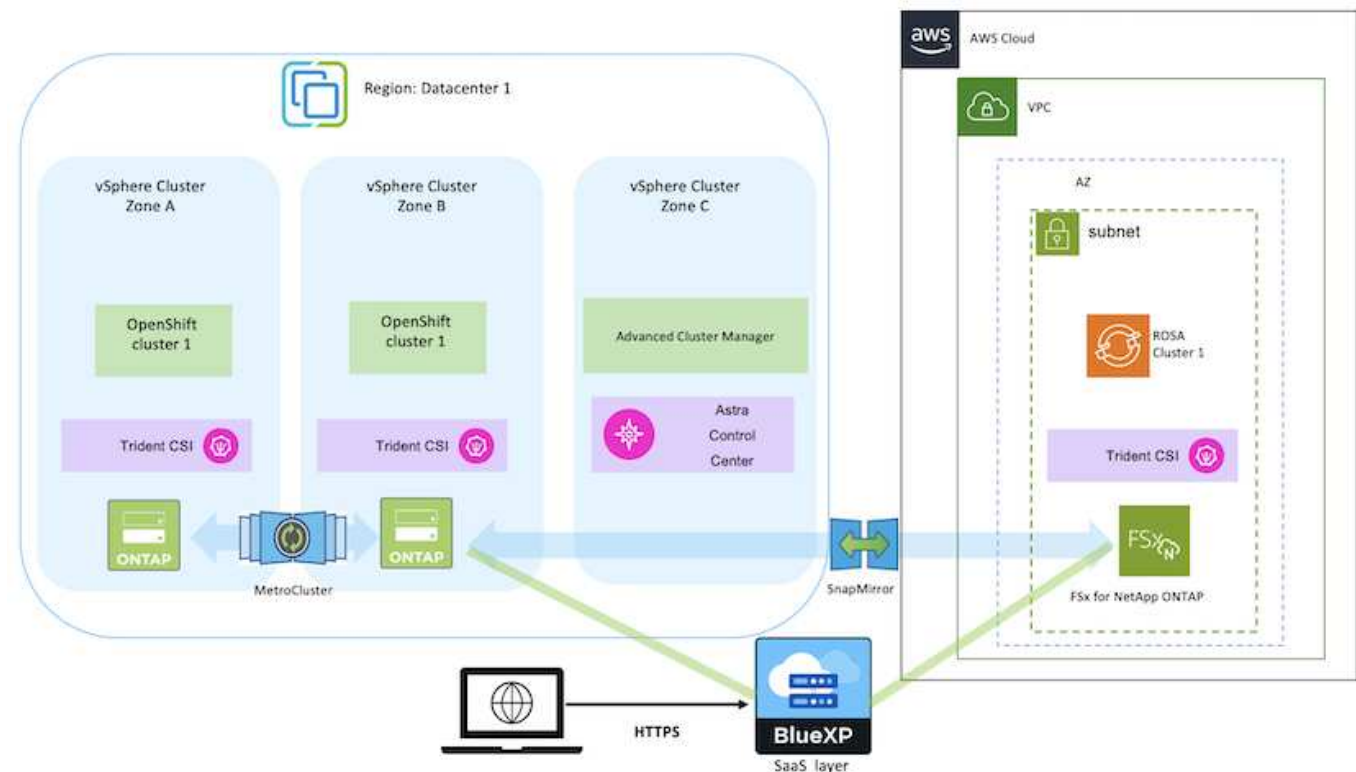 Region: Datacenter 1
vSphere Cluster
Zone A
OpenShift
cluster 1
Trident CSI
ONTAP
MetroCluster
vSphere Cluster
Zone B
OpenShift
cluster 1
Trident CSI
ONTAP
vSphere Cluster
Zone C
Advanced Cluster Manager
Astra
Control
Center
SnapMirror
aws
AWS Cloud
VPC
AZ
subnet
ROSA
Cluster 1
Trident CSI
FSx
N
FSx for NetApp ONTAP
HTTPS
BlueXP
SaaS layer